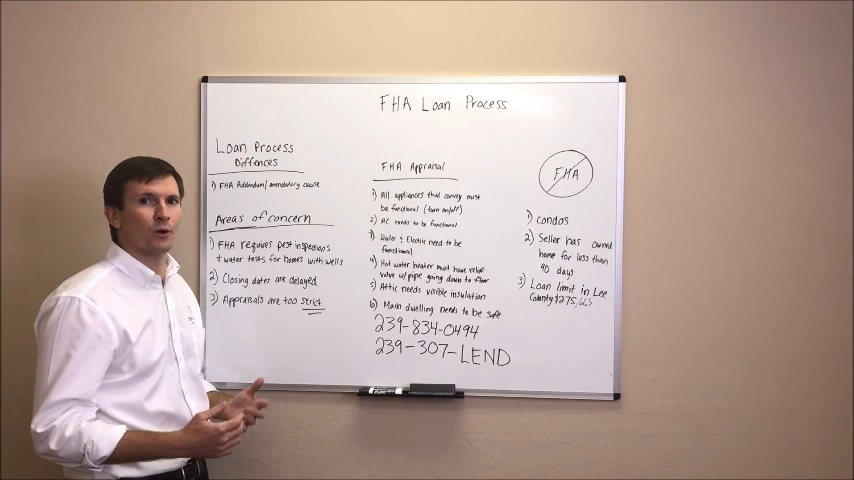 FHA Loan Process
Loan Process
Diffences
1) FHA Addendum/mandatory clause
Areas of concern
1) FHA requires pest inspections
+ water tests for homes with wells
2) Closing dates are delayed
3) Appraisals are too strict
FHA Appraisal
1) All appliances that convey must
be functional (turn on/off)
2) AC needs to be functional
3) Water & Electric need to be
functional
4) Hot water heater must have relief
valve w/pipe going down to floor
5) Attic needs visible insulation
6) Main dwelling needs to be safe
239-834-0494
239-307-LEND
FHA
1) condos
2) Seller has owned
home for less than
90 days
3) Loan limit in Lee
County $275,665